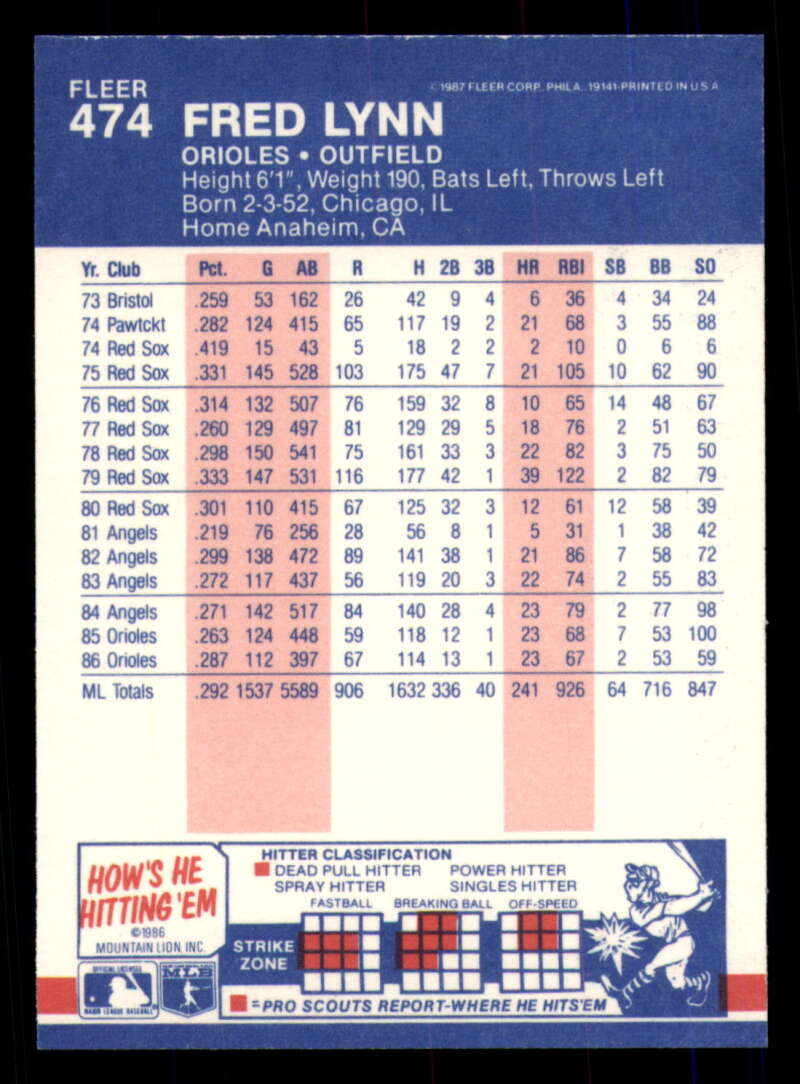 FLEER
©1987 FLEER CORP. PHILA. 19141-PRINTED IN U S A
474 FRED LYNN
ORIOLES • OUTFIELD
Height 6'1", Weight 190, Bats Left, Throws Left
Born 2-3-52, Chicago, IL
Home Anaheim, CA
Yr. Club Pct. G AB R H 2B 3B HR RBI SB BB SO
73 Bristol .259 53 162 26 42 9 4 6 36 4 34 24
74 Pawtckt .282 124 415 65 117 19 2 21 68 3 55 88
74 Red Sox .419 15 43 5 18 2 2 2 10 0 6 6
75 Red Sox .331 145 528 103 175 47 7 21 105 10 62 90
76 Red Sox .314 132 507 76 159 32 8 10 65 14 48 67
77 Red Sox .260 129 497 81 129 29 5 18 76 2 51 63
78 Red Sox .298 150 541 75 161 33 3 22 82 3 75 50
79 Red Sox .333 147 531 116 177 42 1 39 122 2 82 79
80 Red Sox .301 110 415 67 125 32 3 12 61 12 58 39
81 Angels .219 76 256 28 56 8 1 5 31 1 38 42
82 Angels .299 138 472 89 141 38 1 21 86 7 58 72
83 Angels .272 117 437 56 119 20 3 22 74 2 55 83
84 Angels .271 142 517 84 140 28 4 23 79 2 77 98
85 Orioles .263 124 448 59 118 12 1 23 68 7 53 100
86 Orioles .287 112 397 67 114 13 1 23 67 2 53 59
ML Totals .292 1537 5589 906 1632 336 40 241 926 64 716 847
HOW'S HE
HITTING 'EM
©1986
MOUNTAIN LION, INC.
HITTER CLASSIFICATION
DEAD PULL HITTER POWER HITTER
SPRAY HITTER SINGLES HITTER
FASTBALL BREAKING BALL OFF-SPEED
STRIKE
ZONE
=PRO SCOUTS REPORT-WHERE HE HITS'EM
OFFICIAL LICENSEE
MAJOR LEAGUE BASEBALL
MLB